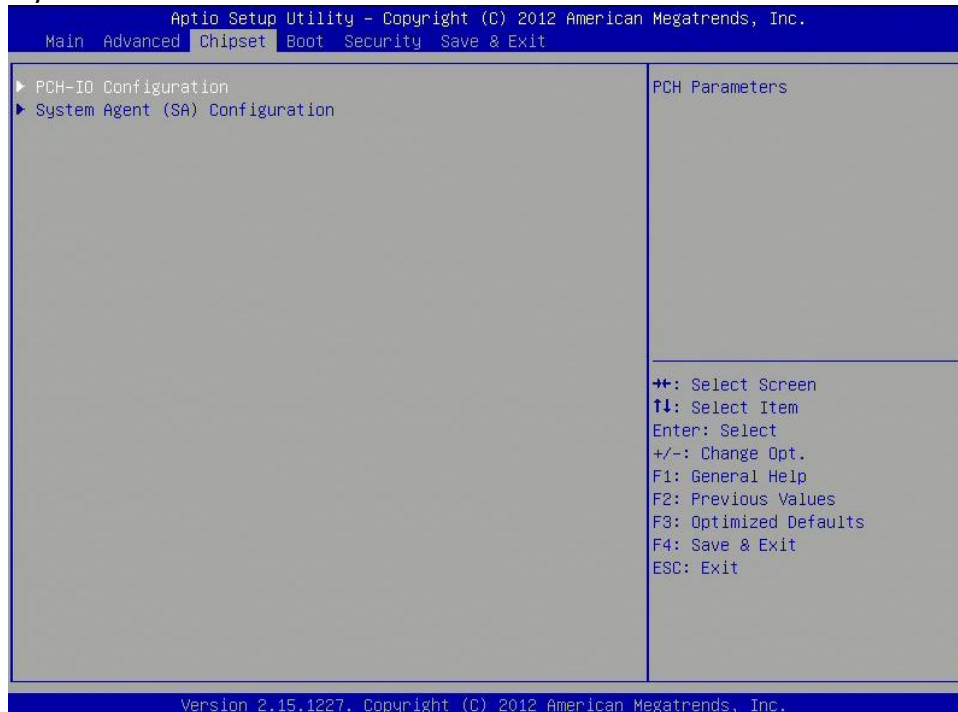 Aptio Setup Utility – Copyright (C) 2012 American Megatrends, Inc.
Main Advanced Chipset Boot Security Save & Exit
▶ PCH-IO Configuration
▶ System Agent (SA) Configuration
PCH Parameters
→←: Select Screen
↑↓: Select Item
Enter: Select
+/-: Change Opt.
F1: General Help
F2: Previous Values
F3: Optimized Defaults
F4: Save & Exit
ESC: Exit
Version 2.15.1227. Copyright (C) 2012 American Megatrends, Inc.